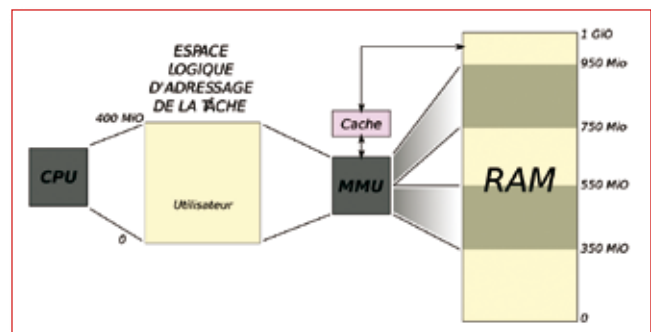 ESPACE
LOGIQUE
D'ADRESSAGE
DE LA TÂCHE
400 MiO
CPU
Utilisateur
0
Cache
MMU
RAM
1 GiO
950 Mio
750 Mio
550 MiO
350 MiO
0